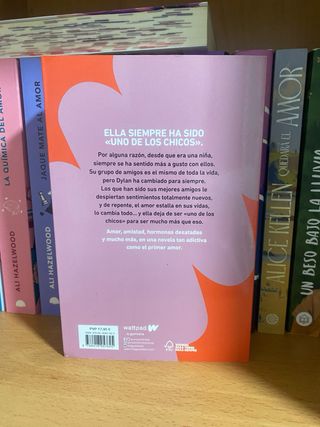 ELLA SIEMPRE HA SIDO
«UNO DE LOS CHICOS».
Por alguna razón, desde que era una niña,
siempre se ha sentido más a gusto con ellos.
Su grupo de amigos es el mismo de toda la vida,
pero Dylan ha cambiado para siempre.
Los que han sido sus mejores amigos le
despiertan sentimientos totalmente nuevos,
y de repente, el amor estalla en sus vidas,
lo cambia todo... y ella deja de ser «uno de los
chicos» para ser mucho más que eso.
Amor, amistad, hormonas desatadas
y mucho más, en una novela tan adictiva
como el primer amor.
PVP 17,95 €
wattpad
LA QUÍMICA DEL AMOR
ALI HAZELWOOD
JAQUE MATE AL AMOR
ALI HAZELWOOD
ALICE KELLEN
QUEDARÁ EL AMOR
UN BESO BAJO LA LLUVIA